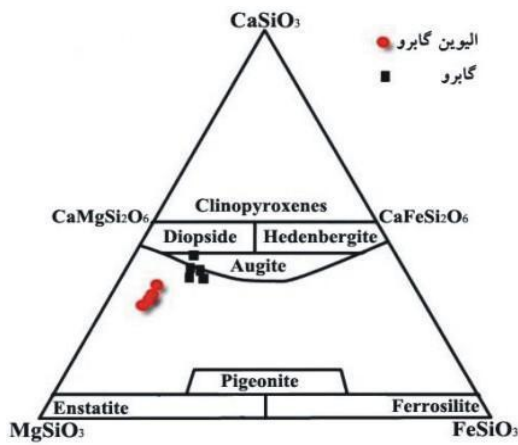 CaSiO₃
الیوین گابرو
گابرو
CaMgSi₂O₆
Clinopyroxenes
CaFeSi₂O₆
Diopside
Hedenbergite
Augite
Pigeonite
Enstatite
Ferrosilite
MgSiO₃
FeSiO₃